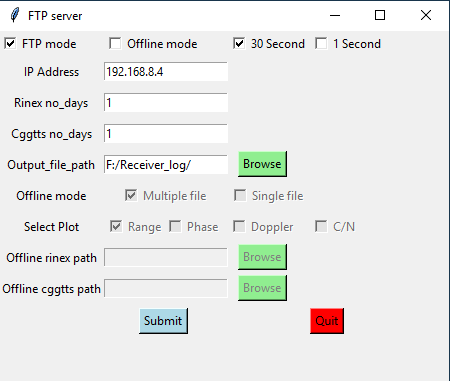 FTP server
FTP mode Offline mode 30 Second 1 Second
IP Address 192.168.8.4
Rinex no_days 1
Cggtts no_days 1
Output_file_path F:/Receiver_log/ Browse
Offline mode Multiple file Single file
Select Plot Range Phase Doppler C/N
Offline rinex path Browse
Offline cggtts path Browse
Submit Quit